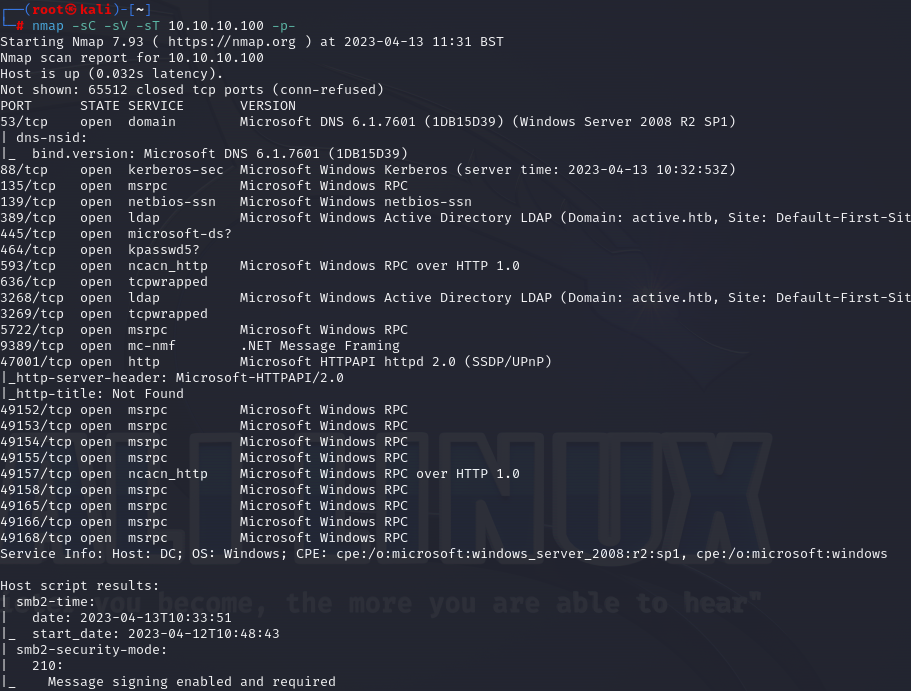 ┌──(root㉿kali)-[~]
└─# nmap -sC -sV -sT 10.10.10.100 -p-
Starting Nmap 7.93 ( https://nmap.org ) at 2023-04-13 11:31 BST
Nmap scan report for 10.10.10.100
Host is up (0.032s latency).
Not shown: 65512 closed tcp ports (conn-refused)
PORT      STATE SERVICE       VERSION
53/tcp    open  domain        Microsoft DNS 6.1.7601 (1DB15D39) (Windows Server 2008 R2 SP1)
| dns-nsid:
|_  bind.version: Microsoft DNS 6.1.7601 (1DB15D39)
88/tcp    open  kerberos-sec  Microsoft Windows Kerberos (server time: 2023-04-13 10:32:53Z)
135/tcp   open  msrpc         Microsoft Windows RPC
139/tcp   open  netbios-ssn   Microsoft Windows netbios-ssn
389/tcp   open  ldap          Microsoft Windows Active Directory LDAP (Domain: active.htb, Site: Default-First-Sit
445/tcp   open  microsoft-ds?
464/tcp   open  kpasswd5?
593/tcp   open  ncacn_http    Microsoft Windows RPC over HTTP 1.0
636/tcp   open  tcpwrapped
3268/tcp  open  ldap          Microsoft Windows Active Directory LDAP (Domain: active.htb, Site: Default-First-Sit
3269/tcp  open  tcpwrapped
5722/tcp  open  msrpc         Microsoft Windows RPC
9389/tcp  open  mc-nmf        .NET Message Framing
47001/tcp open  http          Microsoft HTTPAPI httpd 2.0 (SSDP/UPnP)
|_http-server-header: Microsoft-HTTPAPI/2.0
|_http-title: Not Found
49152/tcp open  msrpc         Microsoft Windows RPC
49153/tcp open  msrpc         Microsoft Windows RPC
49154/tcp open  msrpc         Microsoft Windows RPC
49155/tcp open  msrpc         Microsoft Windows RPC
49157/tcp open  ncacn_http    Microsoft Windows RPC over HTTP 1.0
49158/tcp open  msrpc         Microsoft Windows RPC
49165/tcp open  msrpc         Microsoft Windows RPC
49166/tcp open  msrpc         Microsoft Windows RPC
49168/tcp open  msrpc         Microsoft Windows RPC
LI LINUX
Service Info: Host: DC; OS: Windows; CPE: cpe:/o:microsoft:windows_server_2008:r2:sp1, cpe:/o:microsoft:windows
Host script results:
| smb2-time:
you become, the more you are able to hear"
|   date: 2023-04-13T10:33:51
|_  start_date: 2023-04-12T10:48:43
| smb2-security-mode:
|   210:
|_    Message signing enabled and required